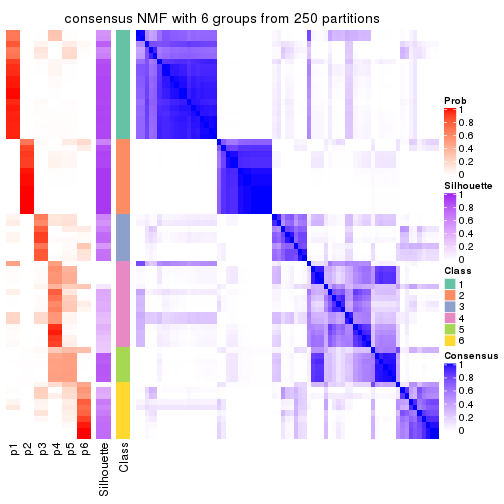 consensus NMF with 6 groups from 250 partitions
Prob
1
0.8
0.6
0.4
0.2
0
Silhouette
1
0.8
0.6
0.4
0.2
0
Class
1
2
3
4
5
6
Consensus
1
0.8
0.6
0.4
0.2
0
p1
p2
p3
p4
p5
p6
Silhouette
Class